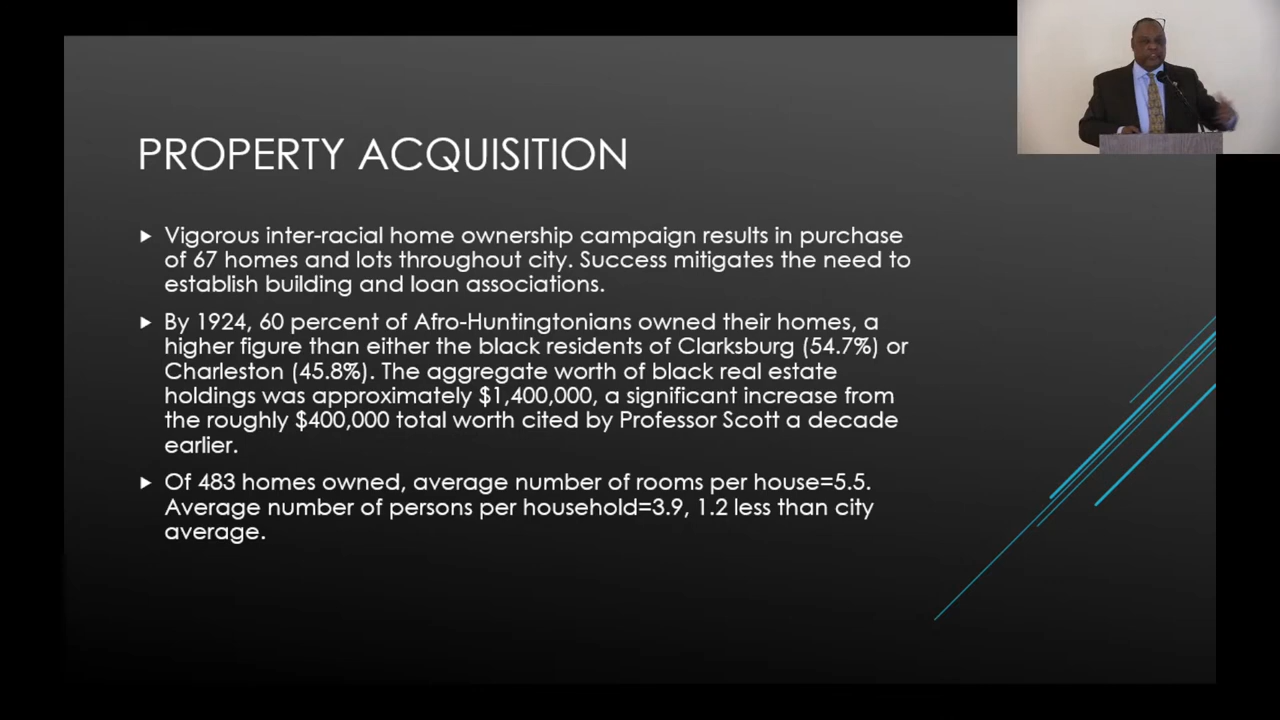 PROPERTY ACQUISITION
Vigorous inter-racial home ownership campaign results in purchase
of 67 homes and lots throughout city. Success mitigates the need to
establish building and loan associations.
By 1924, 60 percent of Afro-Huntingtonians owned their homes, a
higher figure than either the black residents of Clarksburg (54.7%) or
Charleston (45.8%). The aggregate worth of black real estate
holdings was approximately $1,400,000, a significant increase from
the roughly $400,000 total worth cited by Professor Scott a decade
earlier.
Of 483 homes owned, average number of rooms per house=5.5.
Average number of persons per household=3.9, 1.2 less than city
average.